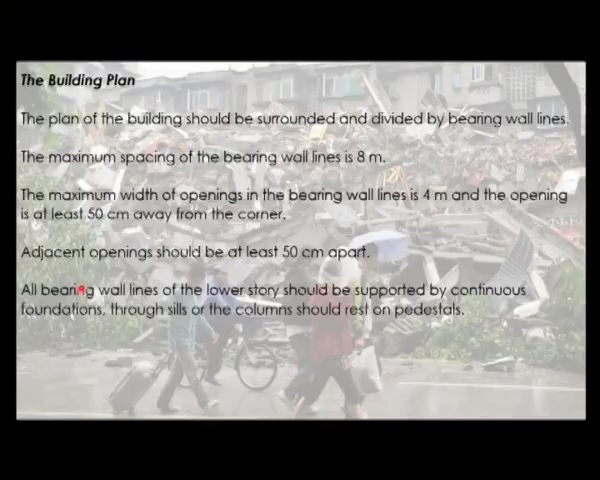 The Building Plan
The plan of the building should be surrounded and divided by bearing wall lines.
The maximum spacing of the bearing wall lines is 8 m.
The maximum width of openings in the bearing wall lines is 4 m and the opening
is at least 50 cm away from the corner.
Adjacent openings should be at least 50 cm apart.
All bearing wall lines of the lower story should be supported by continuous
foundations, through sills or the columns should rest on pedestals.